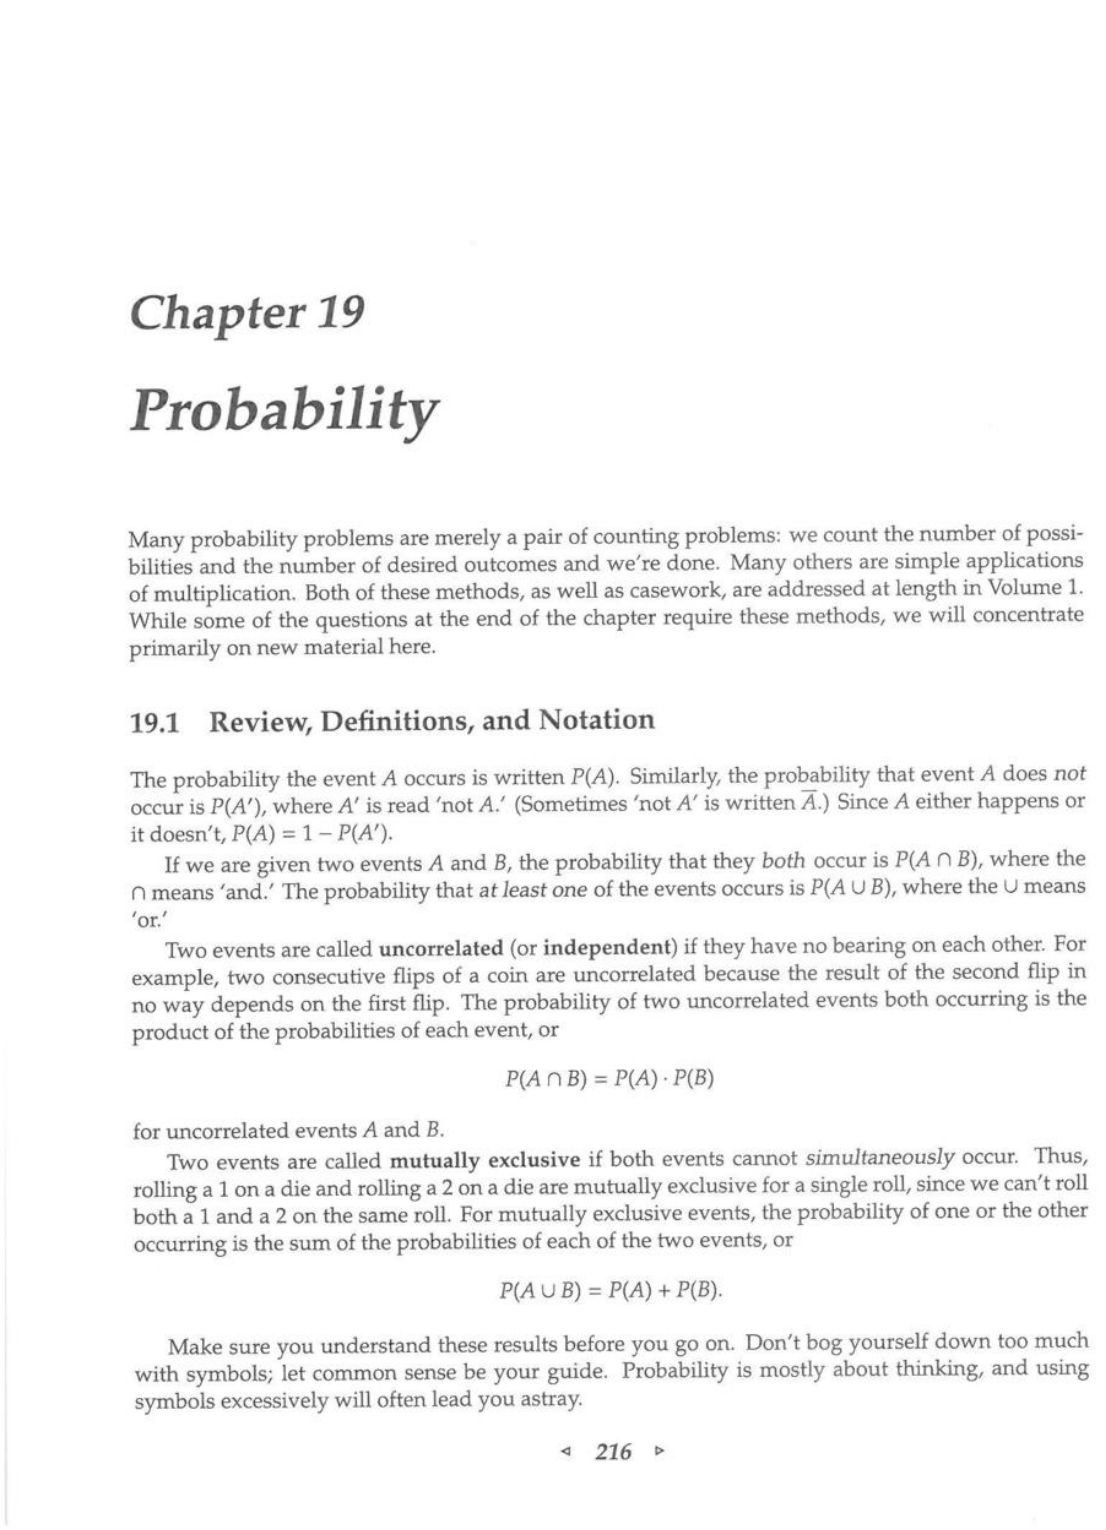 Chapter 19
Probability
Many probability problems are merely a pair of counting problems: we count the number of possi-
bilities and the number of desired outcomes and we're done. Many others are simple applications
of multiplication. Both of these methods, as well as casework, are addressed at length in Volume 1.
While some of the questions at the end of the chapter require these methods, we will concentrate
primarily on new material here.
19.1 Review, Definitions, and Notation
The probability the event A occurs is written P(A). Similarly, the probability that event A does not
occur is P(A′), where A′ is read 'not A.' (Sometimes 'not A' is written A̅.) Since A either happens or
it doesn't, P(A) = 1 – P(A′).
If we are given two events A and B, the probability that they both occur is P(A ∩ B), where the
∩ means 'and.' The probability that at least one of the events occurs is P(A ∪ B), where the ∪ means
'or.'
Two events are called uncorrelated (or independent) if they have no bearing on each other. For
example, two consecutive flips of a coin are uncorrelated because the result of the second flip in
no way depends on the first flip. The probability of two uncorrelated events both occurring is the
product of the probabilities of each event, or
P(A ∩ B) = P(A) · P(B)
for uncorrelated events A and B.
Two events are called mutually exclusive if both events cannot simultaneously occur. Thus,
rolling a 1 on a die and rolling a 2 on a die are mutually exclusive for a single roll, since we can't roll
both a 1 and a 2 on the same roll. For mutually exclusive events, the probability of one or the other
occurring is the sum of the probabilities of each of the two events, or
P(A ∪ B) = P(A) + P(B).
Make sure you understand these results before you go on. Don't bog yourself down too much
with symbols; let common sense be your guide. Probability is mostly about thinking, and using
symbols excessively will often lead you astray.
◃ 216 ▹